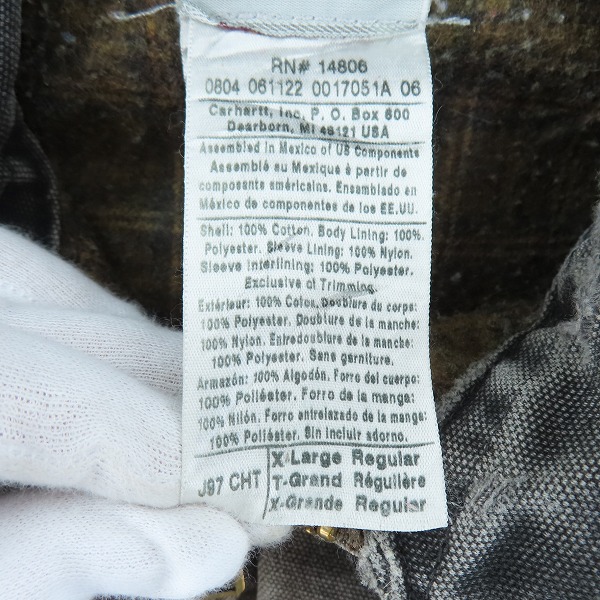 RN# 14806
0804 061122 0017051A 06
Carhartt, Inc. P. O. Box 600
Dearborn, MI 48121 USA
Assembled in Mexico of US Components
Assemblé au Mexique à partir de
composants américains. Ensamblado en
México de componentes de los EE.UU.
Shell: 100% Cotton. Body Lining: 100%
Polyester. Sleeve Lining: 100% Nylon.
Sleeve Interlining: 100% Polyester.
Exclusive of Trimming.
Extérieur: 100% Coton. Doublure du corps:
100% Polyester. Doublure de la manche:
100% Nylon. Entredoublure de la manche:
100% Polyester. Sans garniture.
Armazón: 100% Algodón. Forro del cuerpo:
100% Poliéster. Forro de la manga:
100% Nilón. Forro entrelazado de la manga:
100% Poliéster. Sin incluir adorno.
J97 CHT
X-Large Regular
T-Grand Régulière
X-Grande Regular